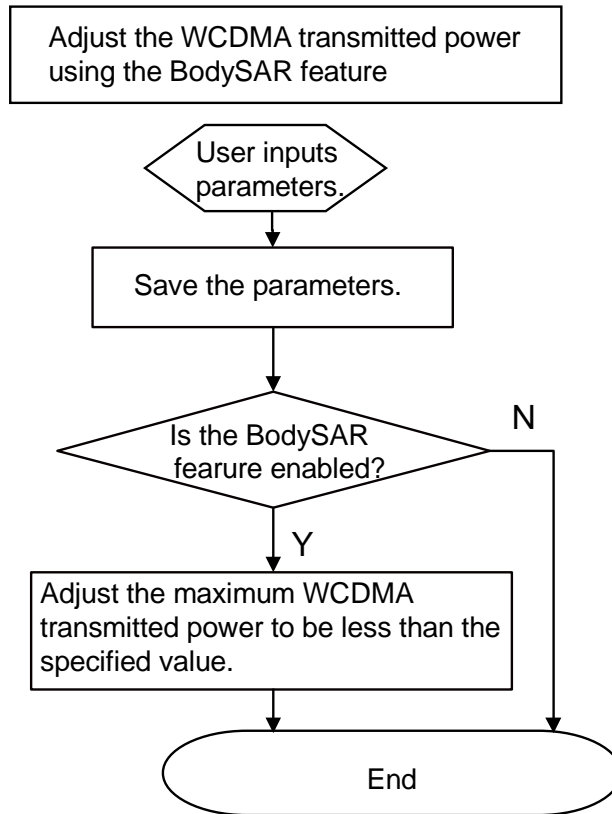 Adjust the WCDMA transmitted power
using the BodySAR feature
User inputs
parameters.
Save the parameters.
Is the BodySAR
fearure enabled?
N
Y
Adjust the maximum WCDMA
transmitted power to be less than the
specified value.
End